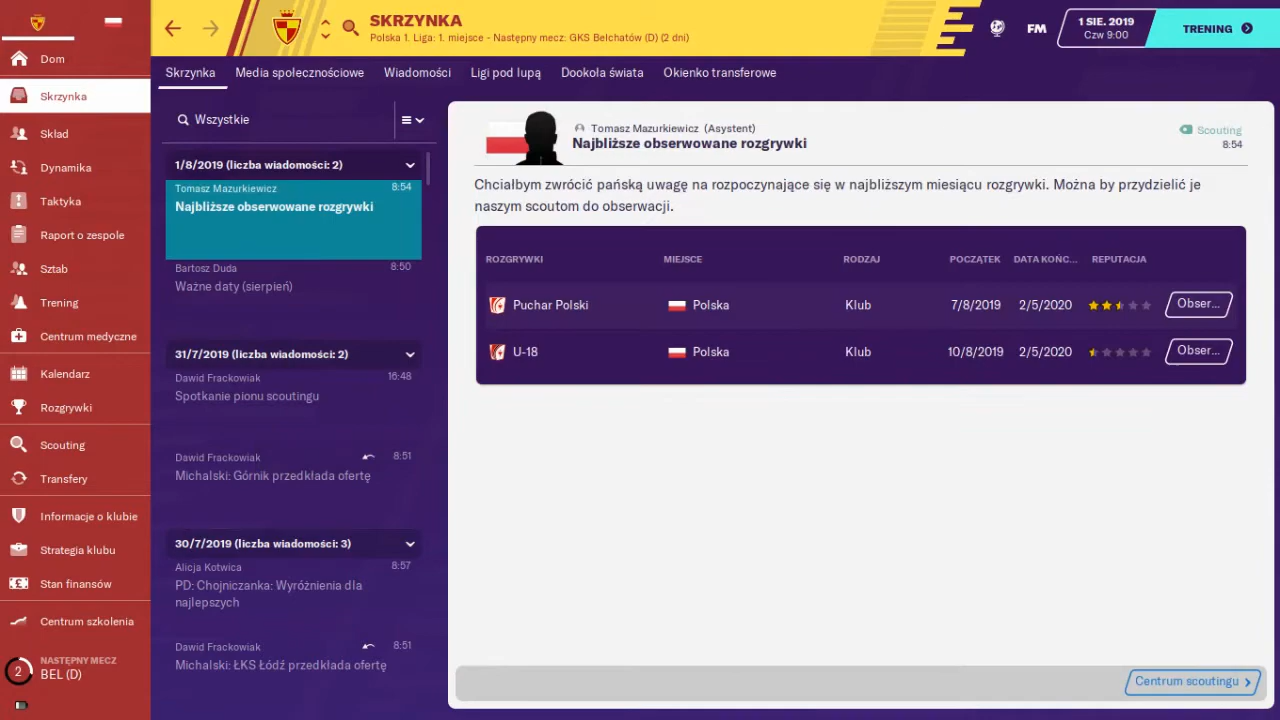 SKRZYNKA
Polska 1. Liga: 1. miejsce - Następny mecz: GKS Bełchatów (D) (2 dni)
FM
1 SIE. 2019
Czw 9:00
TRENING
Dom
Skrzynka
Skład
Dynamika
Taktyka
Raport o zespole
Sztab
Trening
Centrum medyczne
Kalendarz
Rozgrywki
Scouting
Transfery
Informacje o klubie
Strategia klubu
Stan finansów
Centrum szkolenia
2
NASTĘPNY MECZ
BEL (D)
Skrzynka Media społecznościowe Wiadomości Ligi pod lupą Dookoła świata Okienko transferowe
Wszystkie
1/8/2019 (liczba wiadomości: 2)
Tomasz Mazurkiewicz 8:54
Najbliższe obserwowane rozgrywki
Bartosz Duda 8:50
Ważne daty (sierpień)
31/7/2019 (liczba wiadomości: 2)
Dawid Frackowiak 16:48
Spotkanie pionu scoutingu
Dawid Frackowiak 8:51
Michalski: Górnik przedkłada ofertę
30/7/2019 (liczba wiadomości: 3)
Alicja Kotwica 8:57
PD: Chojniczanka: Wyróżnienia dla
najlepszych
Dawid Frackowiak 8:51
Michalski: ŁKS Łódź przedkłada ofertę
Tomasz Mazurkiewicz (Asystent)
Najbliższe obserwowane rozgrywki
Scouting
8:54
Chciałbym zwrócić pańską uwagę na rozpoczynające się w najbliższym miesiącu rozgrywki. Można by przydzielić je
naszym scoutom do obserwacji.
ROZGRYWKI MIEJSCE RODZAJ POCZĄTEK DATA KOŃC... REPUTACJA
Puchar Polski Polska Klub 7/8/2019 2/5/2020 Obser...
U-18 Polska Klub 10/8/2019 2/5/2020 Obser...
Centrum scoutingu